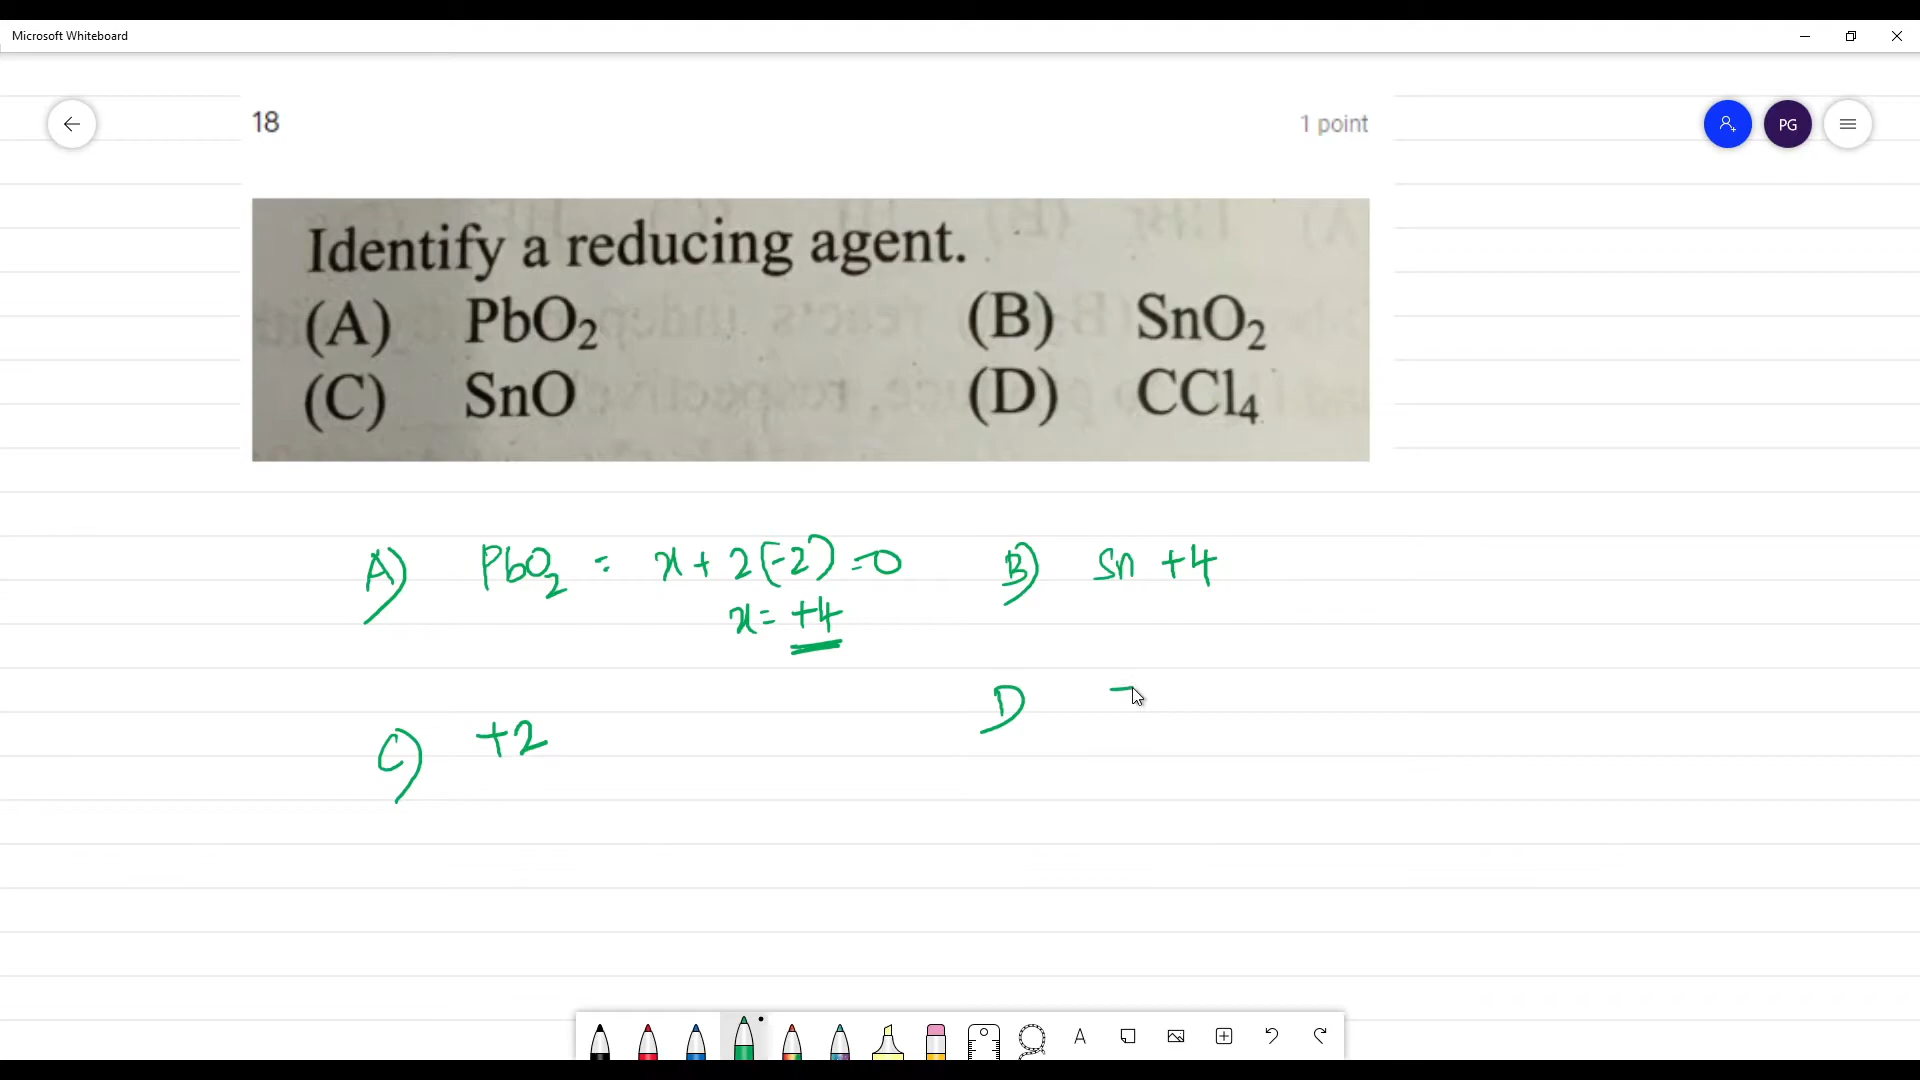 Microsoft Whiteboard
18
1 point
PG
Identify a reducing agent.
(A) PbO₂ (B) SnO₂
(C) SnO (D) CCl₄
A) PbO₂ = x + 2(-2) = 0 B) Sn +4
x = +4
C) +2 D
A